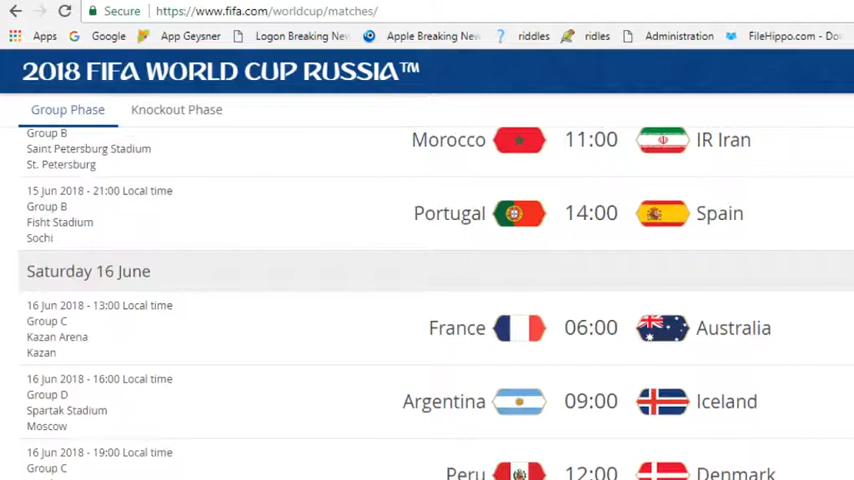 Secure https://www.fifa.com/worldcup/matches/
Apps Google App Geysner Logon Breaking Nev Apple Breaking New riddles ridles Administration FileHippo.com - Dov
2018 FIFA WORLD CUP RUSSIA™
Group Phase Knockout Phase
Group B
Saint Petersburg Stadium
St. Petersburg
Morocco 11:00 IR Iran
15 Jun 2018 - 21:00 Local time
Group B
Fisht Stadium
Sochi
Portugal 14:00 Spain
Saturday 16 June
16 Jun 2018 - 13:00 Local time
Group C
Kazan Arena
Kazan
France 06:00 Australia
16 Jun 2018 - 16:00 Local time
Group D
Spartak Stadium
Moscow
Argentina 09:00 Iceland
16 Jun 2018 - 19:00 Local time
Group C
Peru 12:00 Denmark